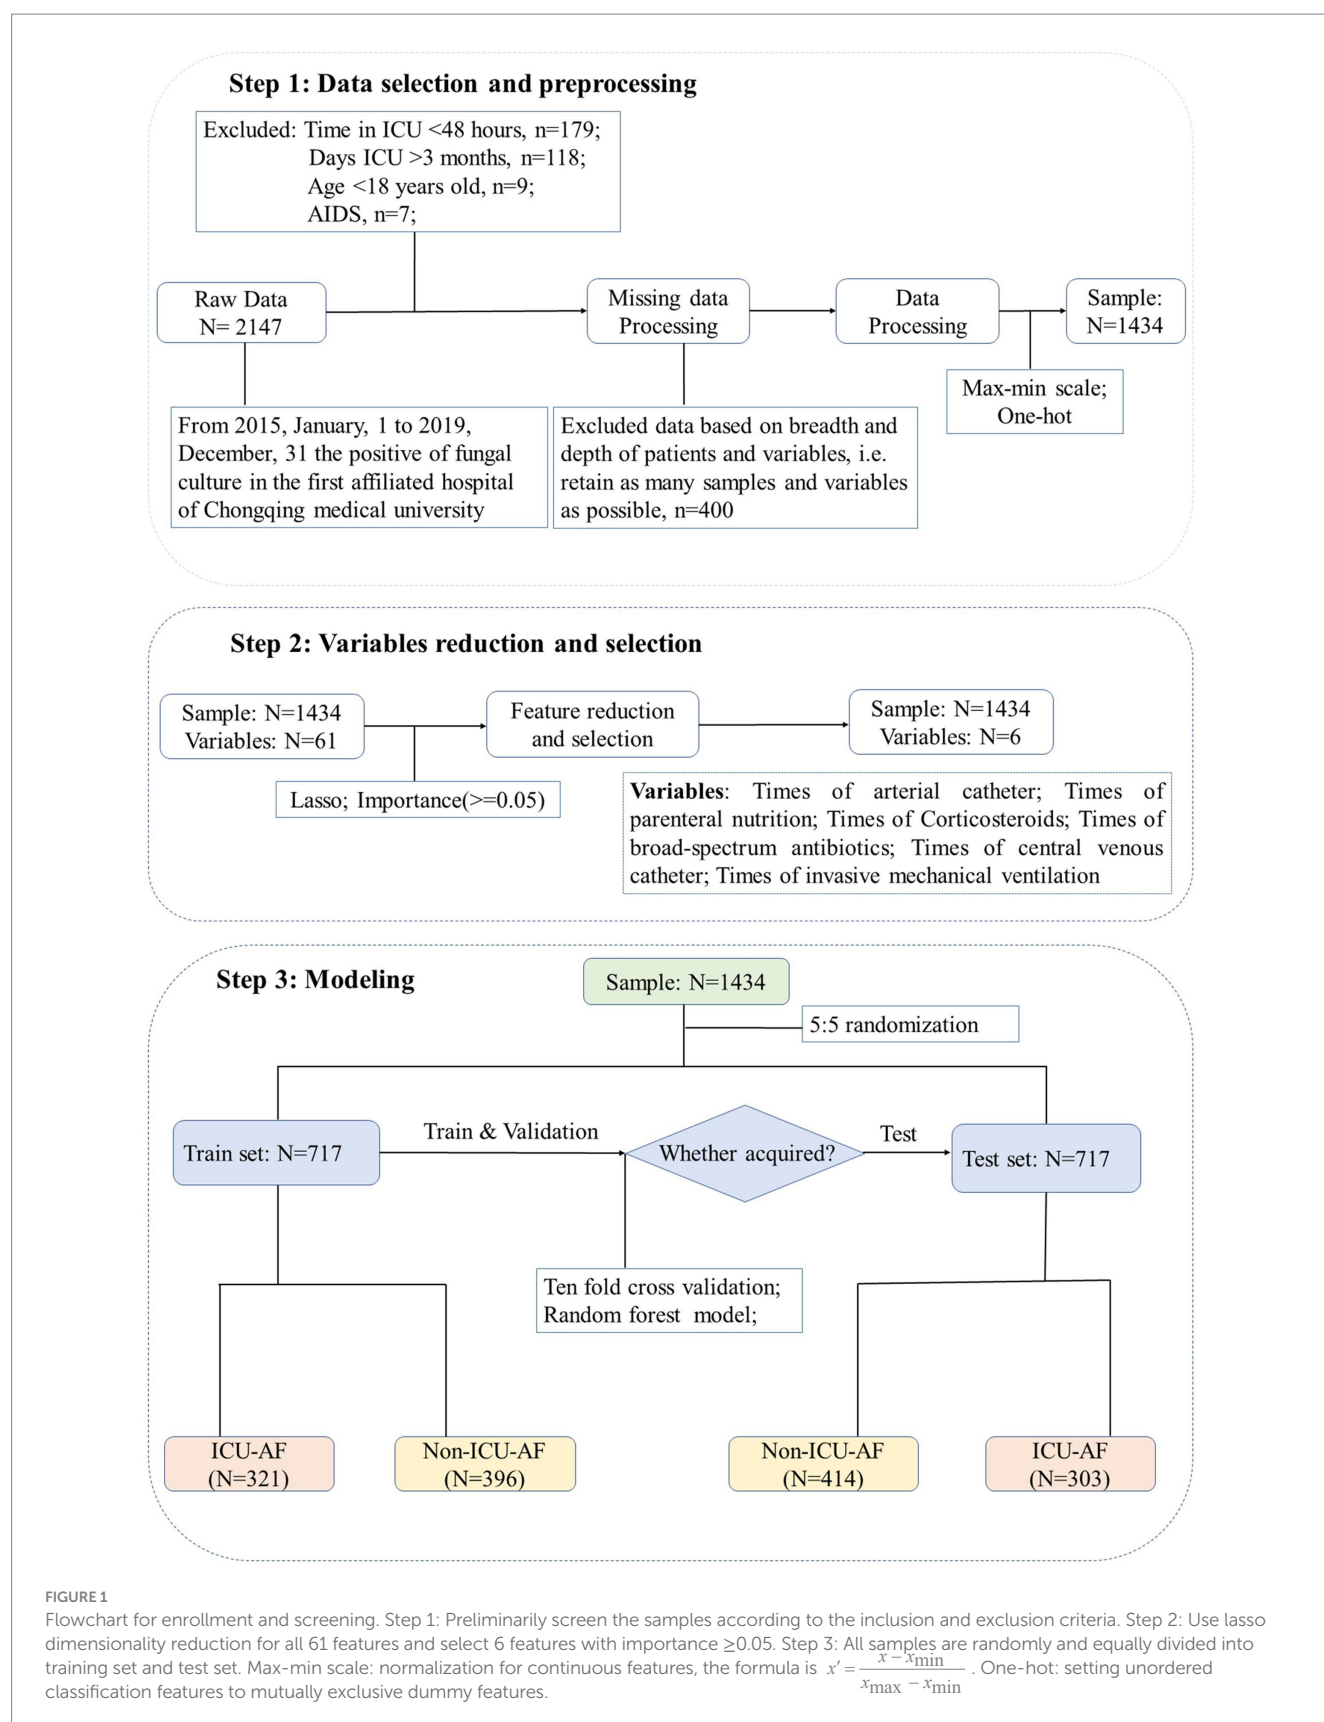 Step 1: Data selection and preprocessing
Excluded: Time in ICU <48 hours, n=179;
Days ICU >3 months, n=118;
Age <18 years old, n=9;
AIDS, n=7;
Raw Data
N= 2147
Missing data
Processing
Data
Processing
Sample:
N=1434
Max-min scale;
One-hot
From 2015, January, 1 to 2019,
December, 31 the positive of fungal
culture in the first affiliated hospital
of Chongqing medical university
Excluded data based on breadth and
depth of patients and variables, i.e.
retain as many samples and variables
as possible, n=400
Step 2: Variables reduction and selection
Sample: N=1434
Variables: N=61
Feature reduction
and selection
Sample: N=1434
Variables: N=6
Lasso; Importance(>=0.05)
Variables: Times of arterial catheter; Times of
parenteral nutrition; Times of Corticosteroids; Times of
broad-spectrum antibiotics; Times of central venous
catheter; Times of invasive mechanical ventilation
Step 3: Modeling
Sample: N=1434
5:5 randomization
Train set: N=717
Train & Validation
Whether acquired?
Test
Test set: N=717
Ten fold cross validation;
Random forest model;
ICU-AF
(N=321)
Non-ICU-AF
(N=396)
Non-ICU-AF
(N=414)
ICU-AF
(N=303)
FIGURE 1
Flowchart for enrollment and screening. Step 1: Preliminarily screen the samples according to the inclusion and exclusion criteria. Step 2: Use lasso
dimensionality reduction for all 61 features and select 6 features with importance ≥0.05. Step 3: All samples are randomly and equally divided into
training set and test set. Max-min scale: normalization for continuous features, the formula is x′ = (x − xmin)/(xmax − xmin). One-hot: setting unordered
classification features to mutually exclusive dummy features.